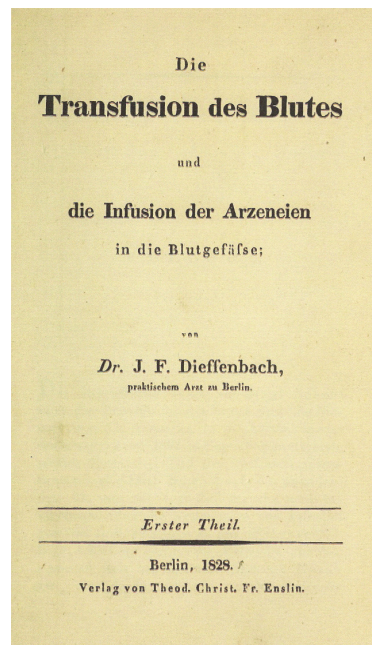 Die
Transfusion des Blutes
und
die Infusion der Arzeneien
in die Blutgefäſse;
von
Dr. J. F. Dieffenbach,
praktischem Arzt zu Berlin.
Erster Theil.
Berlin, 1828.
Verlag von Theod. Christ. Fr. Enslin.